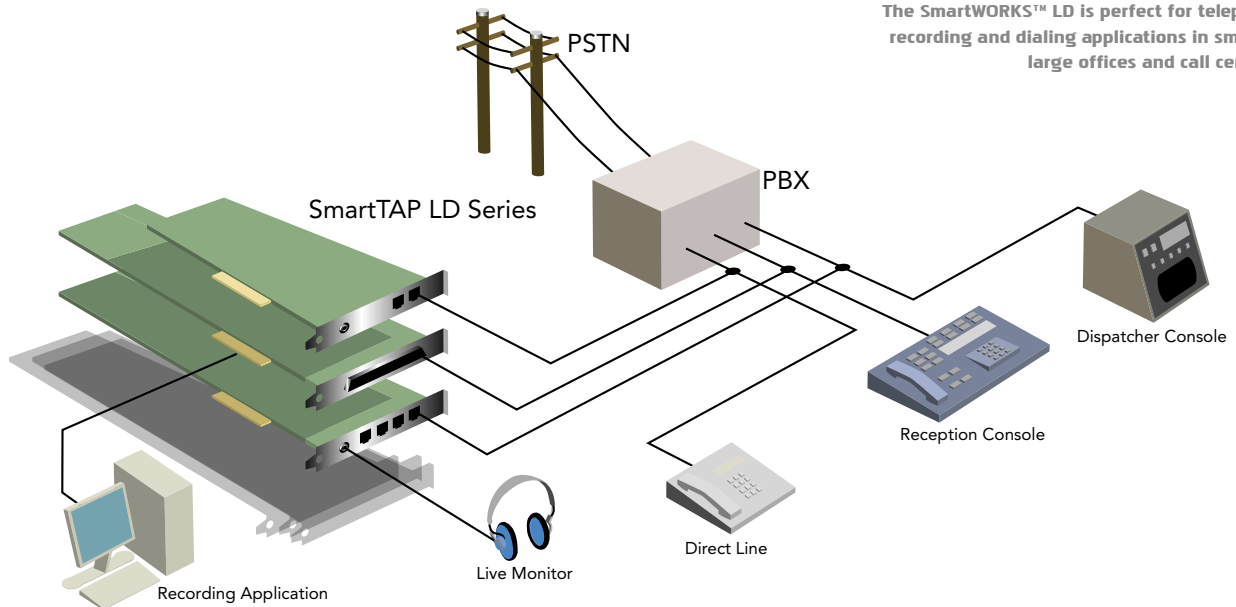 The SmartWORKS™ LD is perfect for
recording and dialing applications in
large offices and call
PSTN
PBX
SmartTAP LD Series
Dispatcher Console
Reception Console
Direct Line
Live Monitor
Recording Application